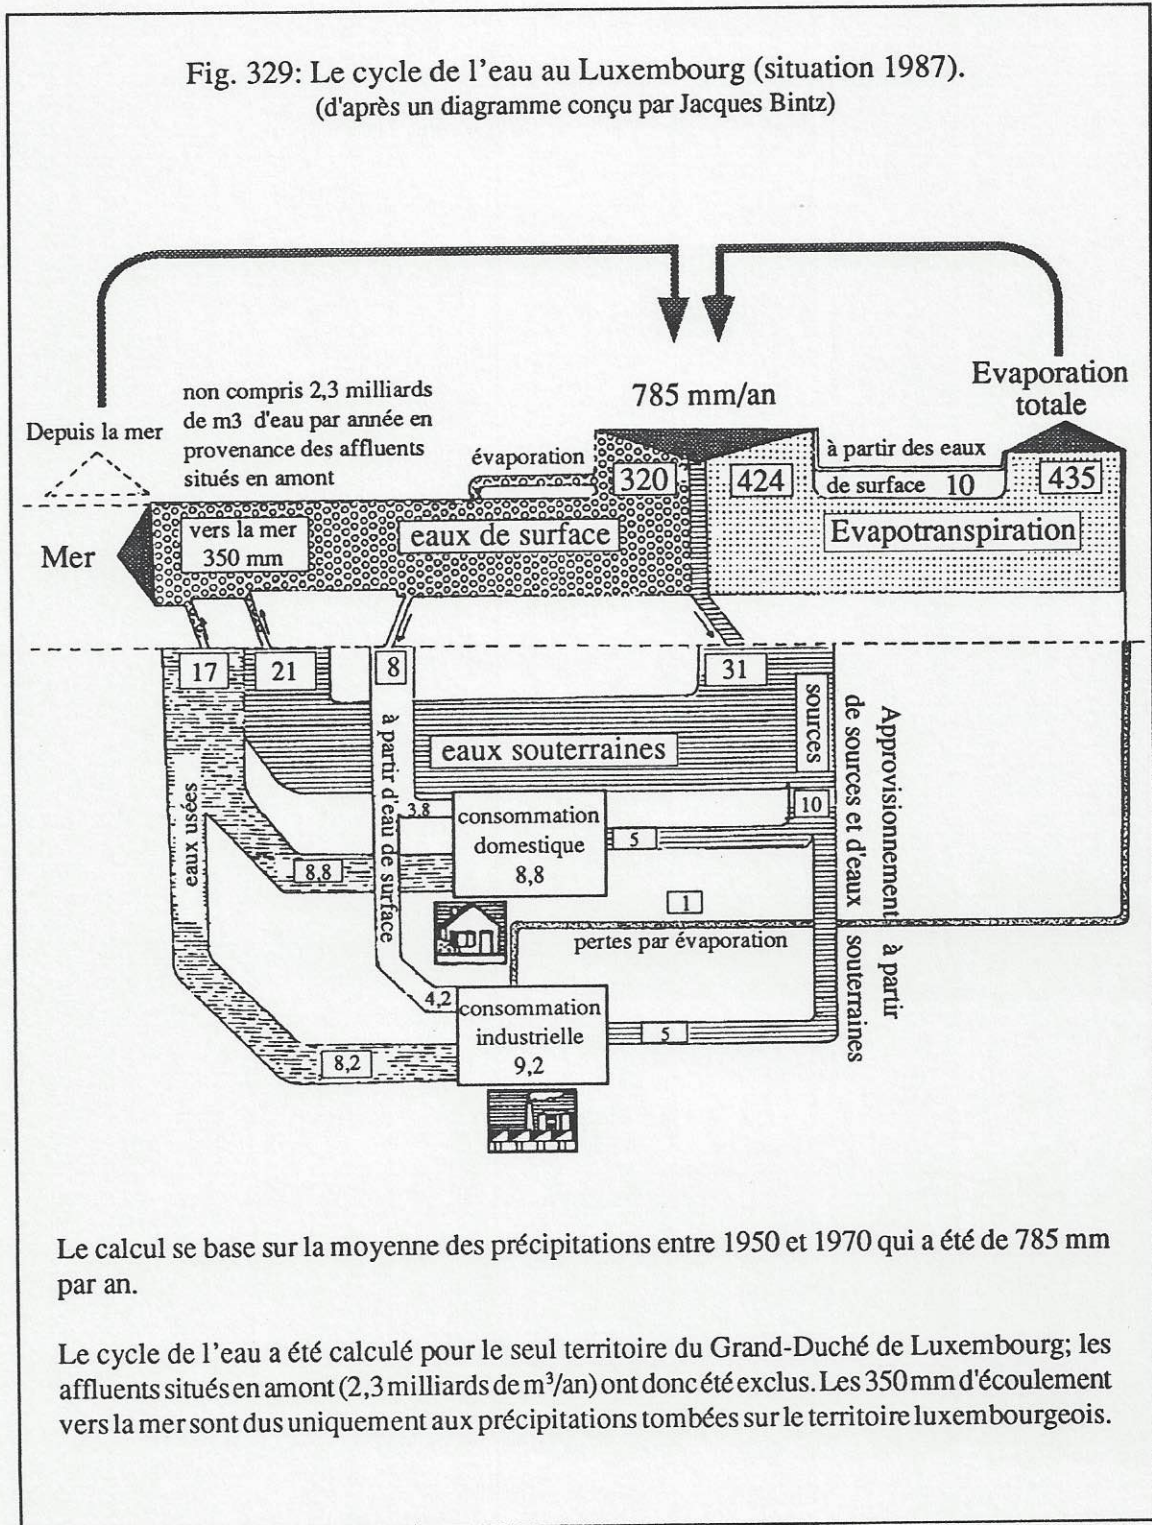 Fig. 329: Le cycle de l'eau au Luxembourg (situation 1987).
(d'après un diagramme conçu par Jacques Bintz)
785 mm/an
Evaporation
totale
Depuis la mer
non compris 2,3 milliards
de m3 d'eau par année en
provenance des affluents
situés en amont
évaporation
320
424
à partir des eaux
de surface 10
435
Mer
vers la mer
350 mm
eaux de surface
Evapotranspiration
17
21
8
31
eaux souterraines
sources
Approvisionnement à partir
de sources et d'eaux souterraines
à partir d'eau de surface
eaux usées
3,8
consommation
domestique
8,8
10
5
8,8
1
pertes par évaporation
4,2
consommation
industrielle
9,2
5
8,2
Le calcul se base sur la moyenne des précipitations entre 1950 et 1970 qui a été de 785 mm
par an.
Le cycle de l'eau a été calculé pour le seul territoire du Grand-Duché de Luxembourg; les
affluents situés en amont (2,3 milliards de m³/an) ont donc été exclus. Les 350 mm d'écoulement
vers la mer sont dus uniquement aux précipitations tombées sur le territoire luxembourgeois.